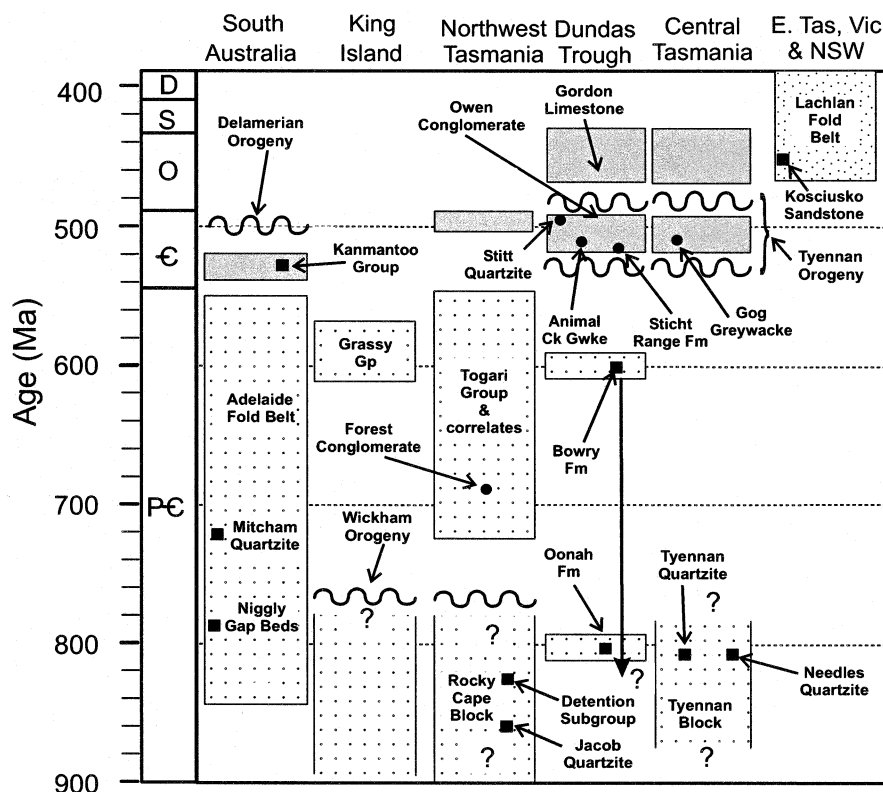 South
Australia
King
Island
Northwest
Tasmania
Dundas
Trough
Central
Tasmania
E. Tas, Vic
& NSW
Age (Ma)
400
500
600
700
800
900
D
S
O
Ꞓ
PꞒ
Delamerian
Orogeny
Owen
Conglomerate
Gordon
Limestone
Lachlan
Fold
Belt
Kosciusko
Sandstone
Kanmantoo
Group
Stitt
Quartzite
Tyennan
Orogeny
Animal
Ck Gwke
Sticht
Range Fm
Gog
Greywacke
Grassy
Gp
Adelaide
Fold Belt
Togari
Group
&
correlates
Forest
Conglomerate
Bowry
Fm
Mitcham
Quartzite
Wickham
Orogeny
Oonah
Fm
Tyennan
Quartzite
?
?
?
Niggly
Gap Beds
Rocky
Cape
Block
Detention
Subgroup
?
Tyennan
Block
Needles
Quartzite
Jacob
Quartzite
?
?